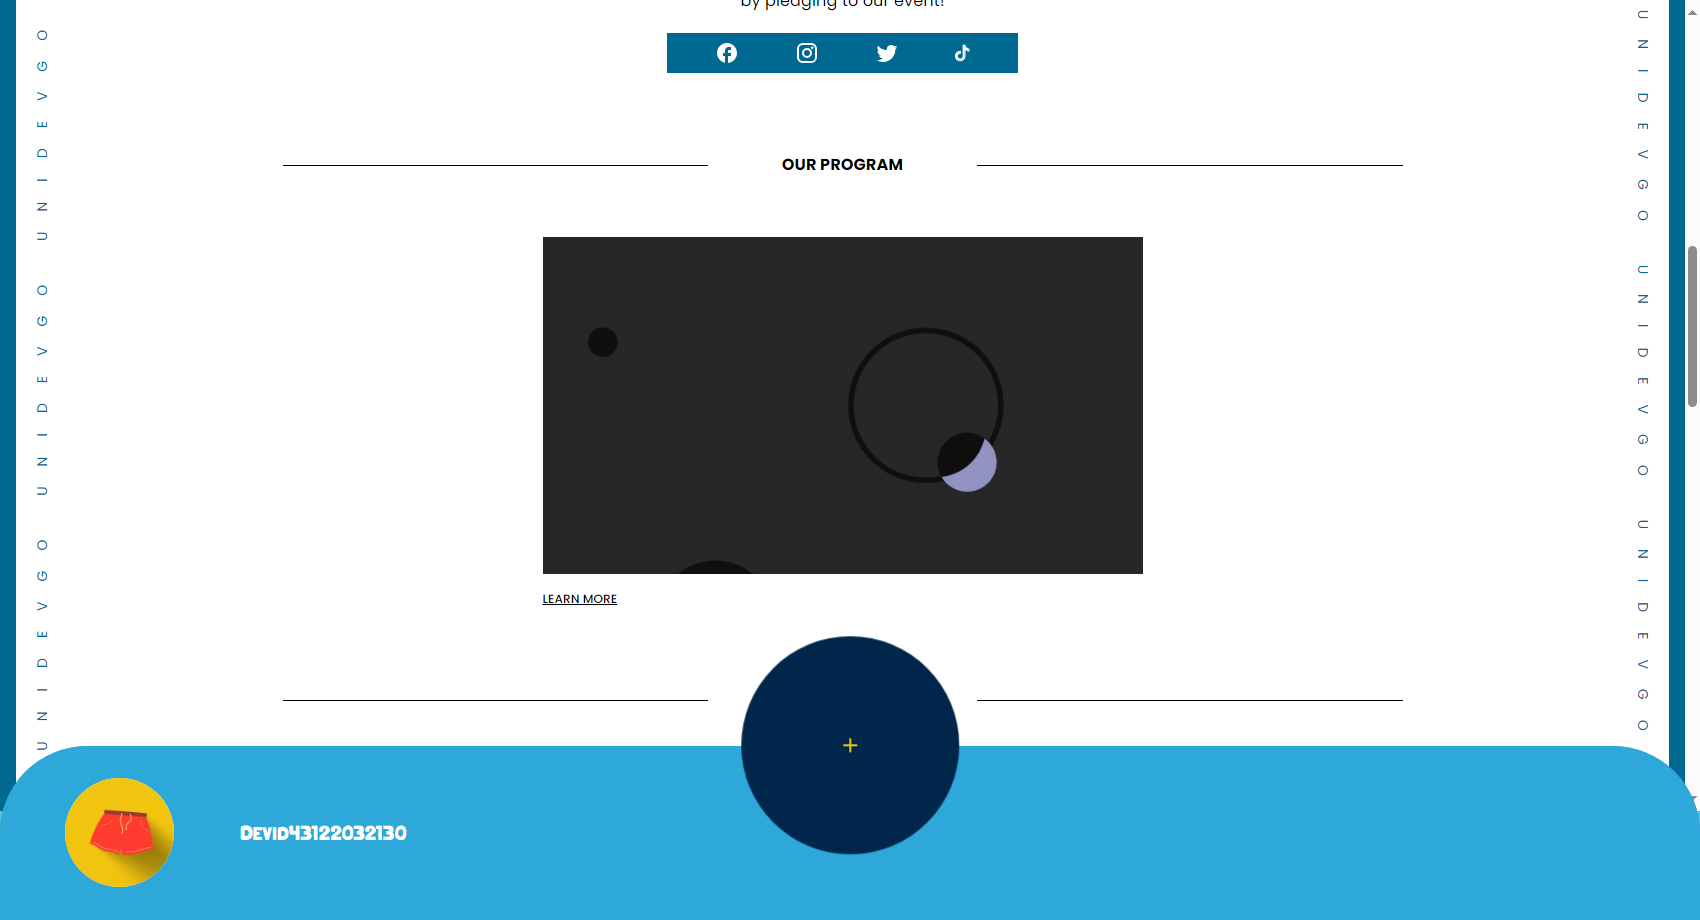 by pledging to our event!
OUR PROGRAM
LEARN MORE
+
Devid43122032130
UNIDEVGO UNIDEVGO UNIDEVGO
UNIDEVGO UNIDEVGO UNIDEVGO